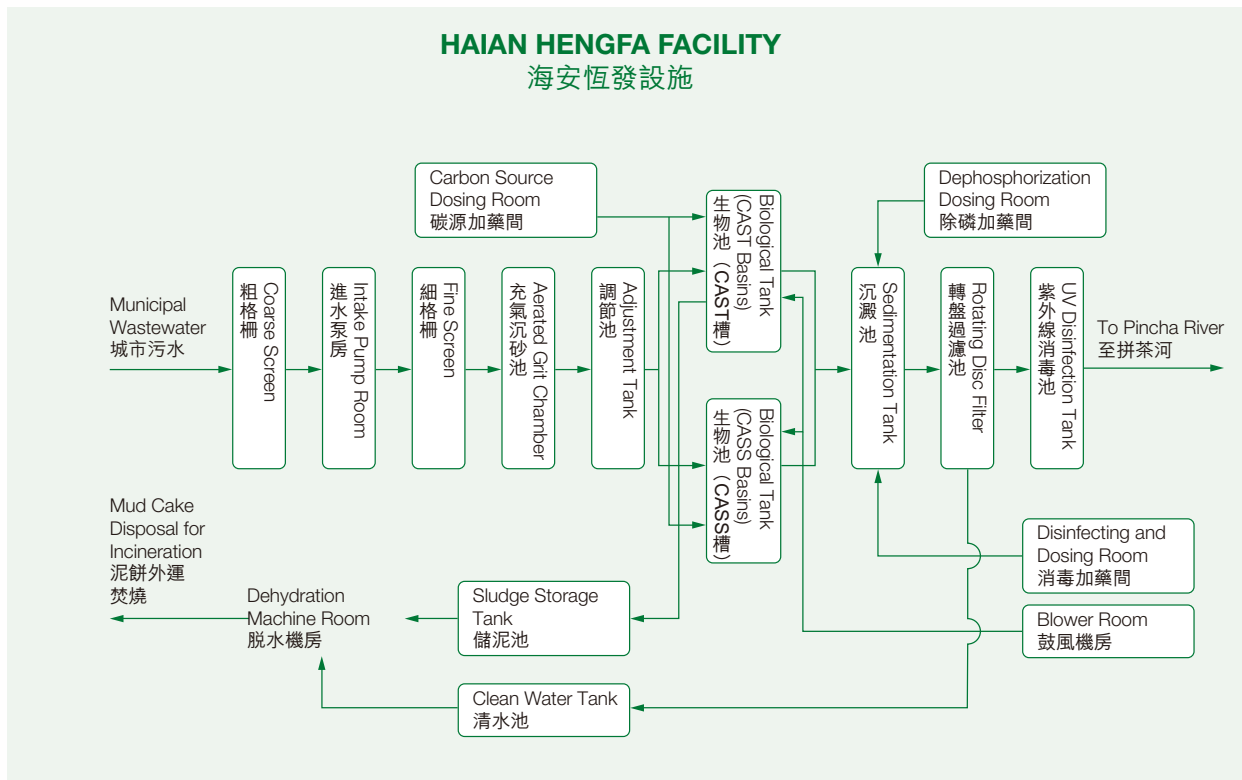 HAIAN HENGFA FACILITY
海安恆發設施
Carbon Source
Dosing Room
碳源加藥間
Biological Tank
(CAST Basins)
生物池（CAST槽）
Dephosphorization
Dosing Room
除磷加藥間
Municipal
Wastewater
城市污水
Coarse Screen
粗格柵
Intake Pump Room
進水泵房
Fine Screen
細格柵
Aerated Grit Chamber
充氣沉砂池
Adjustment Tank
調節池
Sedimentation Tank
沉澱池
Rotating Disc Filter
轉盤過濾池
UV Disinfection Tank
紫外線消毒池
To Pincha River
至拼茶河
Biological Tank
(CASS Basins)
生物池（CASS槽）
Mud Cake
Disposal for
Incineration
泥餅外運
焚燒
Dehydration
Machine Room
脱水機房
Sludge Storage
Tank
儲泥池
Disinfecting and
Dosing Room
消毒加藥間
Blower Room
鼓風機房
Clean Water Tank
清水池